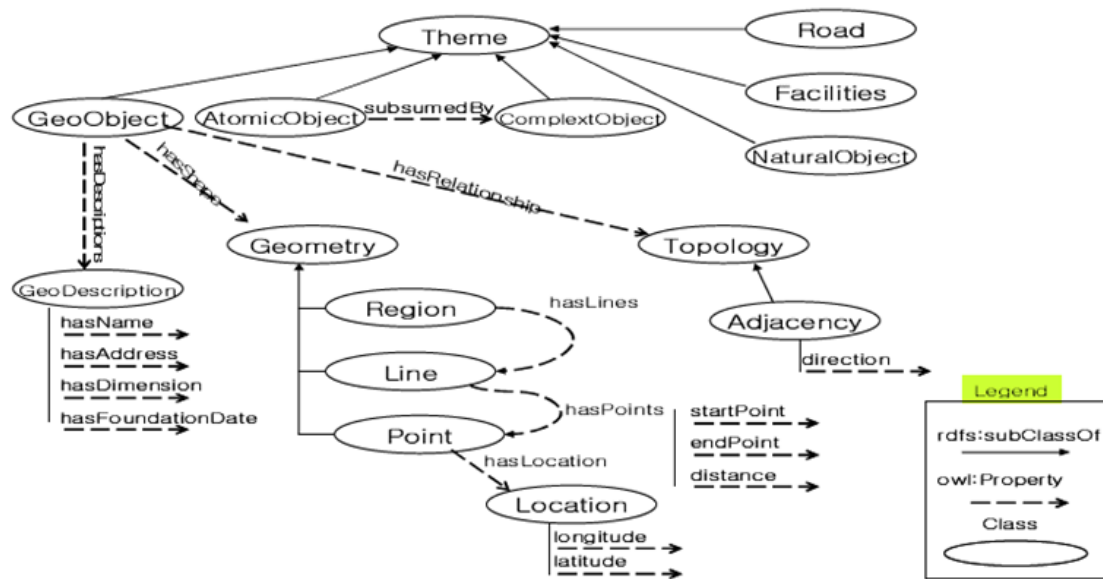 Theme
Road
Facilities
NaturalObject
GeoObject
AtomicObject
subsumedBy
ComplextObject
hasDescriptions
hasShape
hasRelationship
Geometry
Topology
GeoDescription
hasName
hasAddress
hasDimension
hasFoundationDate
Region
hasLines
Line
hasPoints
Point
hasLocation
Location
longitude
latitude
startPoint
endPoint
distance
Adjacency
direction
Legend
rdfs:subClassOf
owl:Property
Class